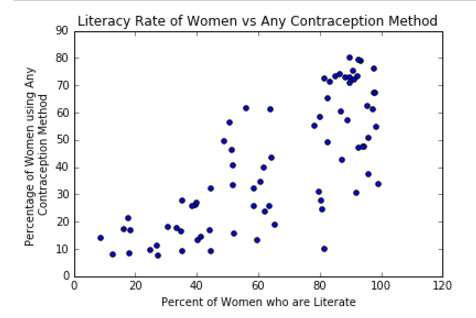 Literacy Rate of Women vs Any Contraception Method
Percentage of Women using Any
Contraception Method
90
80
70
60
50
40
30
20
10
0
0 20 40 60 80 100 120
Percent of Women who are Literate